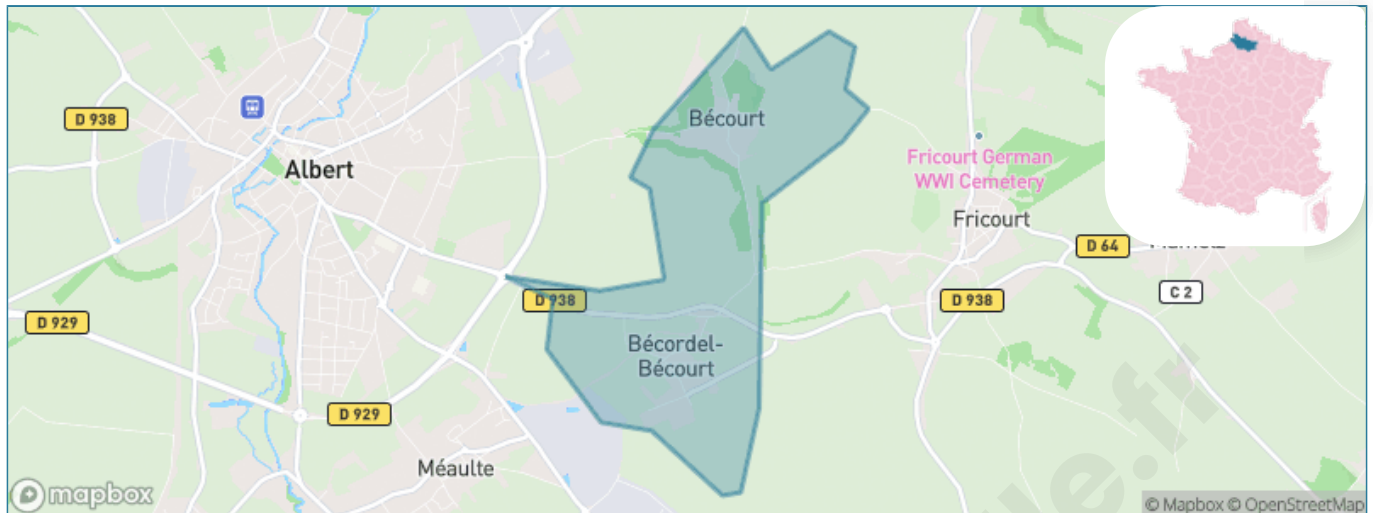 D 938
Albert
Bécourt
Fricourt German
WWI Cemetery
Fricourt
D 64
C 2
D 938
D 938
D 929
Bécordel-
Bécourt
D 929
Méaulte
mapbox
© Mapbox © OpenStreetMap